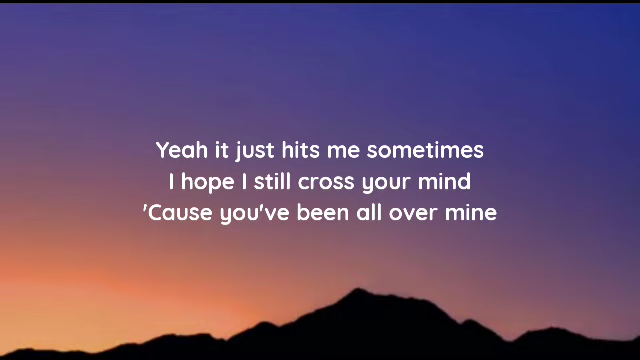 Yeah it just hits me sometimes
I hope I still cross your mind
'Cause you've been all over mine